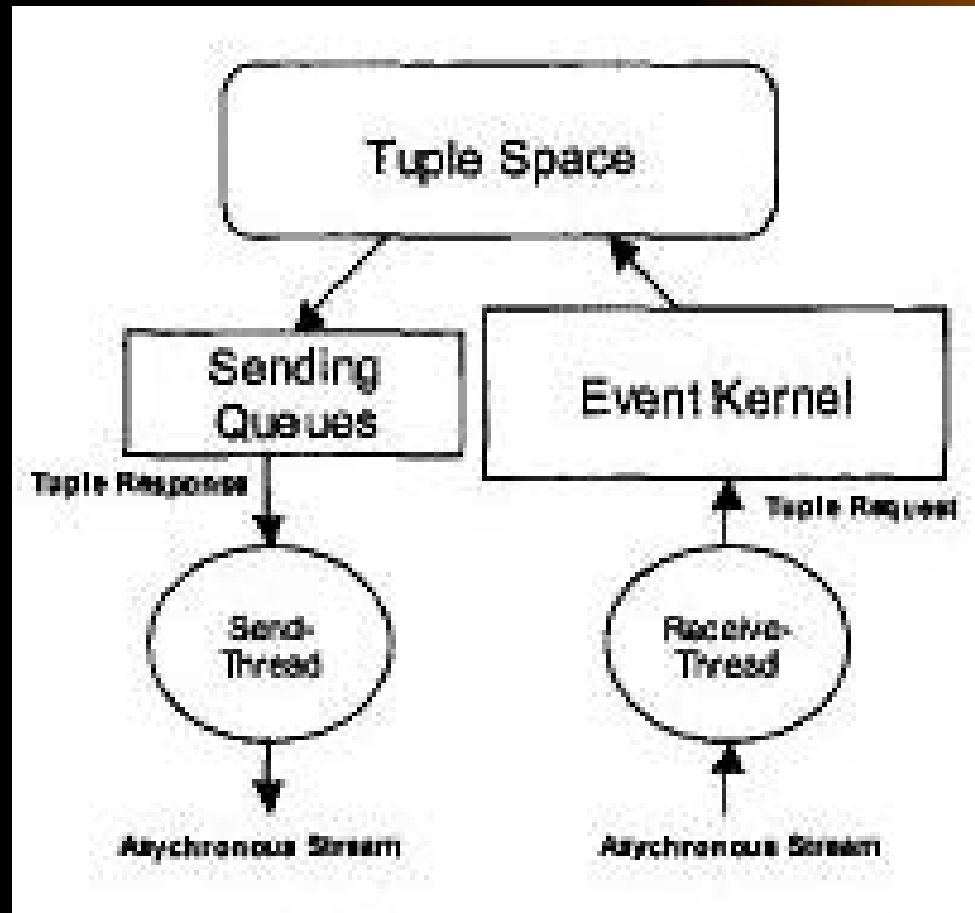 Tuple Space
Sending
Queues
Event Kernel
Tuple Response
Tuple Request
Send-
Thread
Receive-
Thread
Asychronous Stream
Asychronous Stream